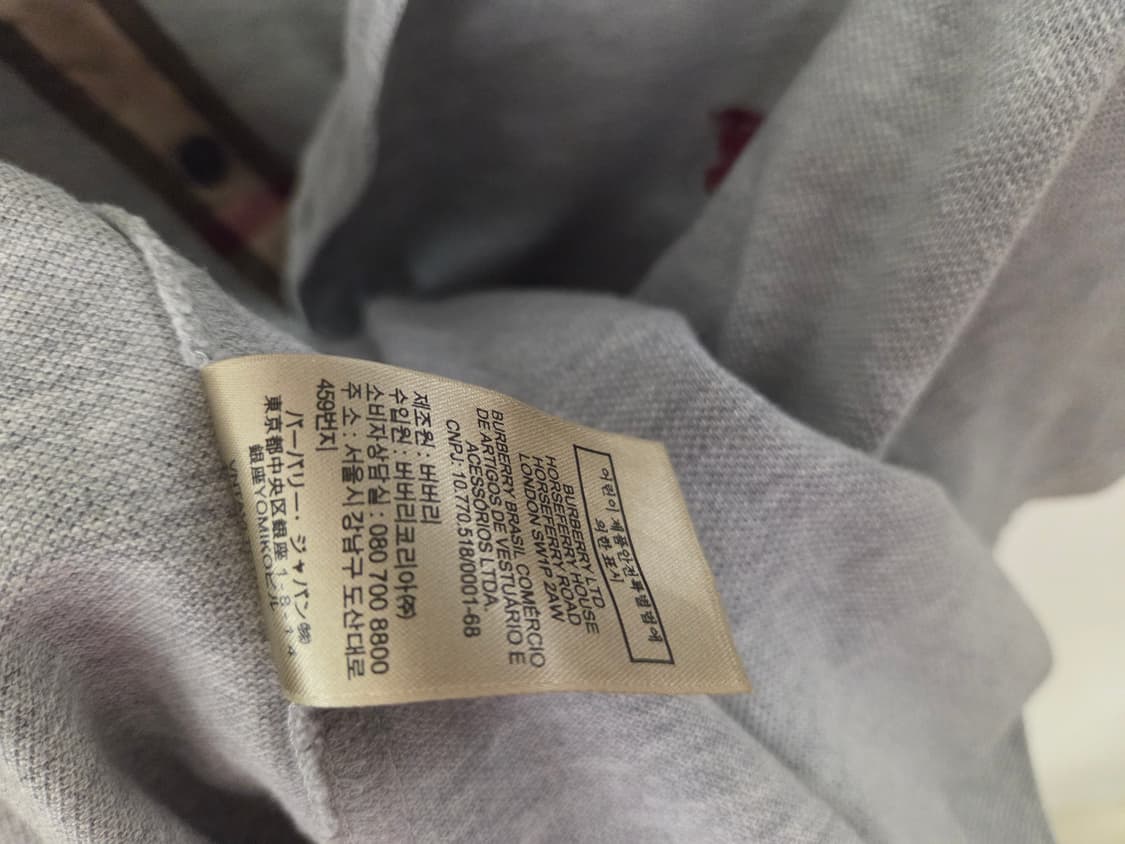 어린이제품안전특별법에
의한 표시
BURBERRY LTD
HORSEFERRY HOUSE
HORSEFERRY ROAD
LONDON SW1P 2AW
BURBERRY BRASIL COMÉRCIO
DE ARTIGOS DE VESTUÁRIO E
ACESSÓRIOS LTDA.
CNPJ: 10.770.518/0001-68
제조원 : 버버리
수입원 : 버버리코리아㈜
소비자상담실 : 080 700 8800
주 소 : 서울시 강남구 도산대로
459번지
バーバリー・ジャパン㈱
東京都中央区銀座1-8-14
銀座YOMIKOビル